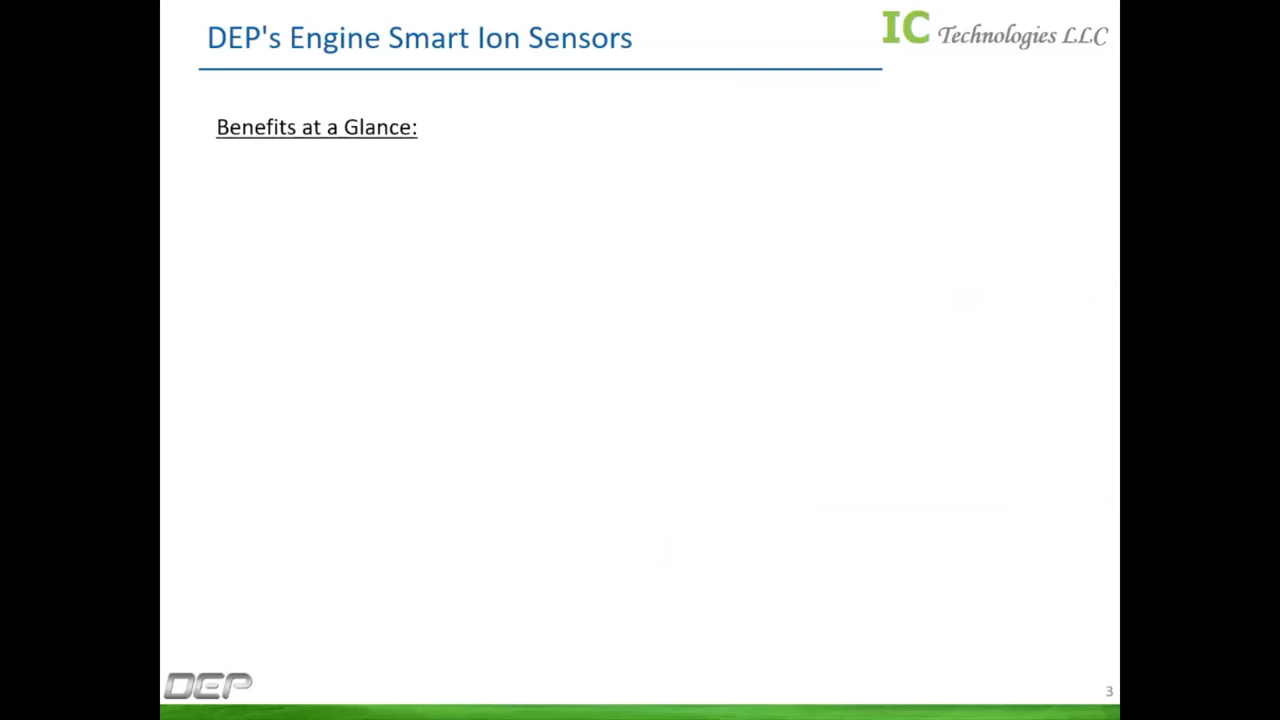 DEP's Engine Smart Ion Sensors
IC Technologies LLC
Benefits at a Glance:
DEP
3